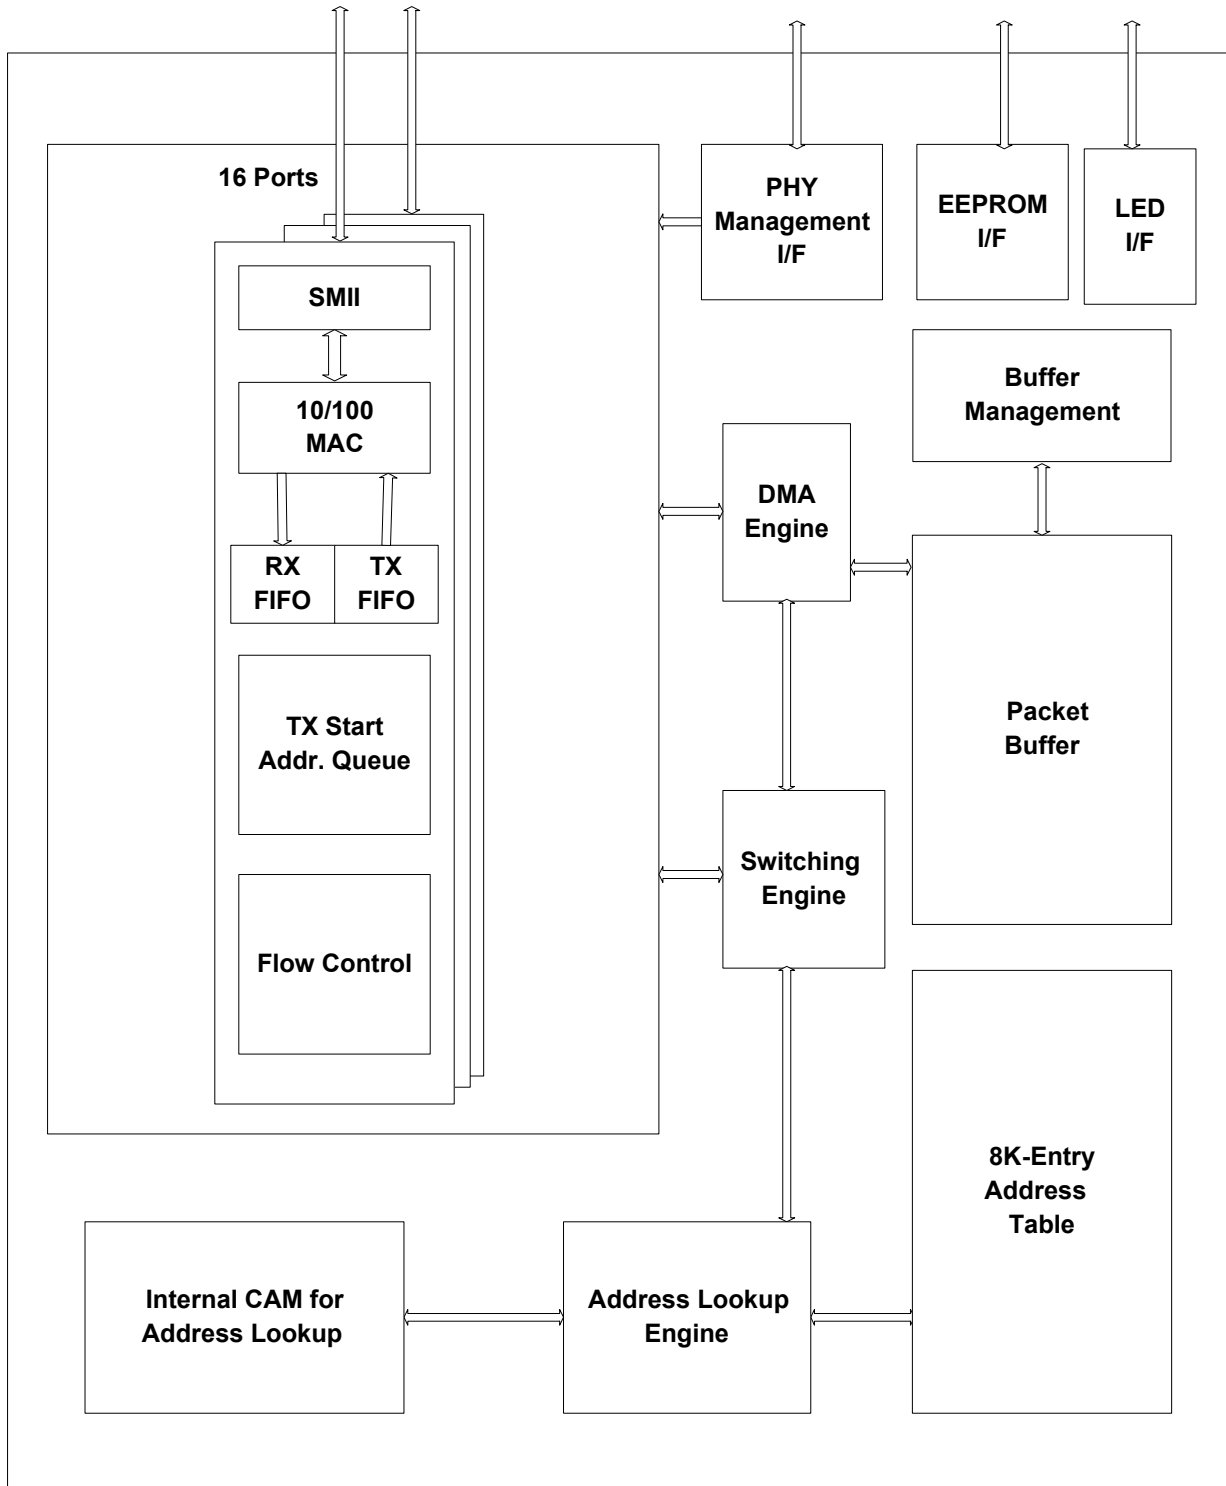 16 Ports
SMII
10/100
MAC
RX
FIFO
TX
FIFO
TX Start
Addr. Queue
Flow Control
PHY
Management
I/F
EEPROM
I/F
LED
I/F
Buffer
Management
DMA
Engine
Packet
Buffer
Switching
Engine
8K-Entry
Address
Table
Internal CAM for
Address Lookup
Address Lookup
Engine